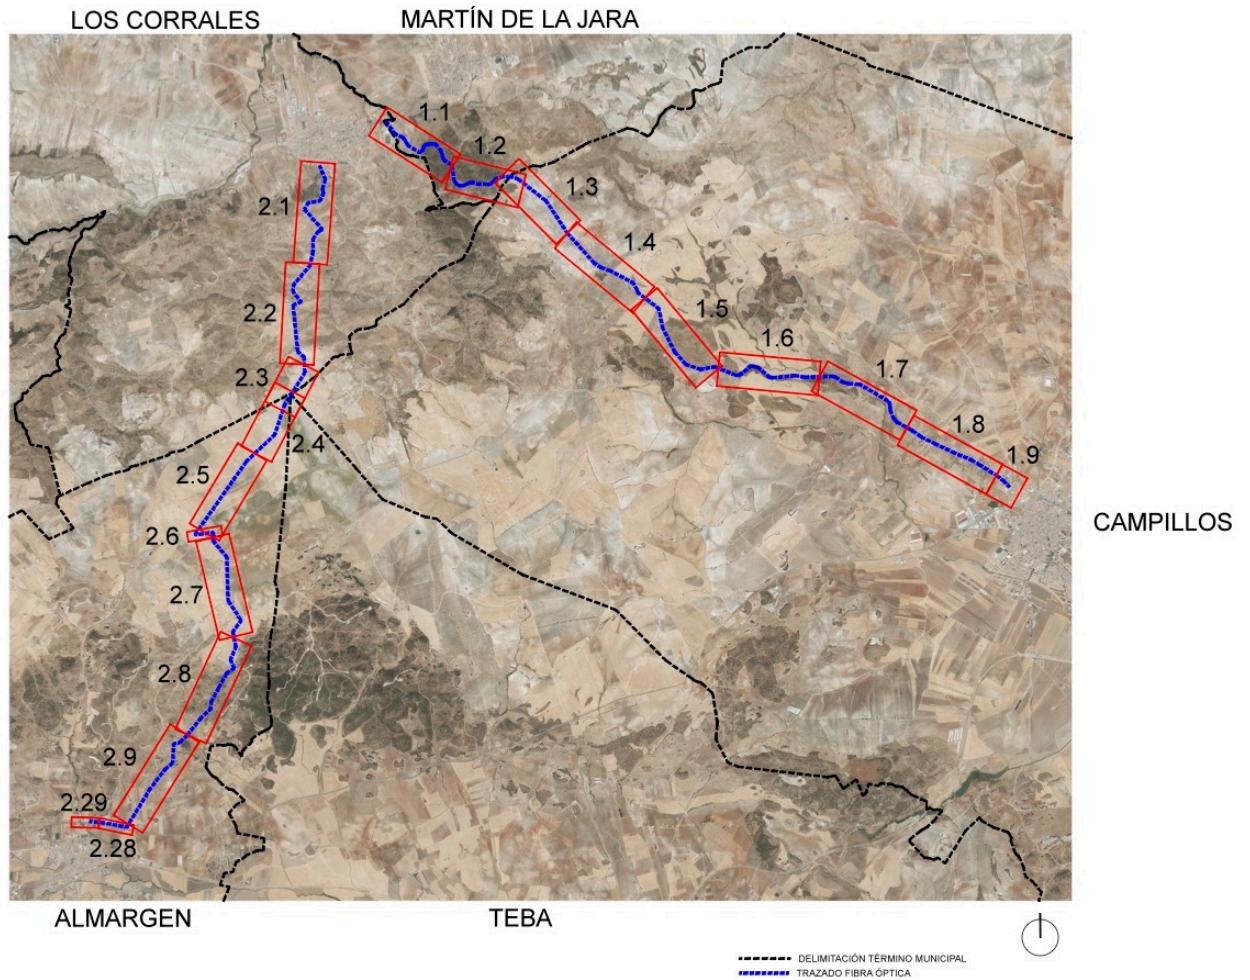 LOS CORRALES
MARTÍN DE LA JARA
1.1
1.2
1.3
2.1
1.4
2.2
1.5
1.6
2.3
1.7
2.4
1.8
1.9
2.5
CAMPILLOS
2.6
2.7
2.8
2.9
2.29
2.28
ALMARGEN
TEBA
DELIMITACIÓN TÉRMINO MUNICIPAL
TRAZADO FIBRA ÓPTICA